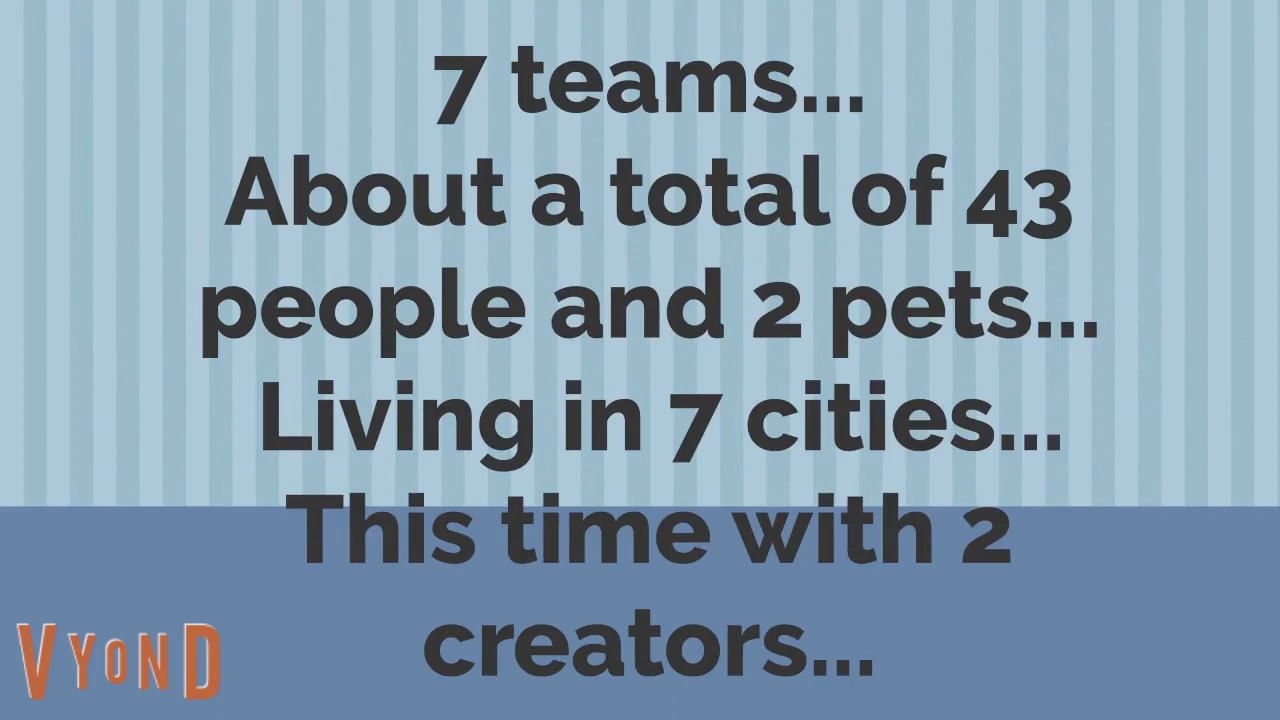 7 teams...
About a total of 43
people and 2 pets...
Living in 7 cities...
This time with 2
creators...
VYOND